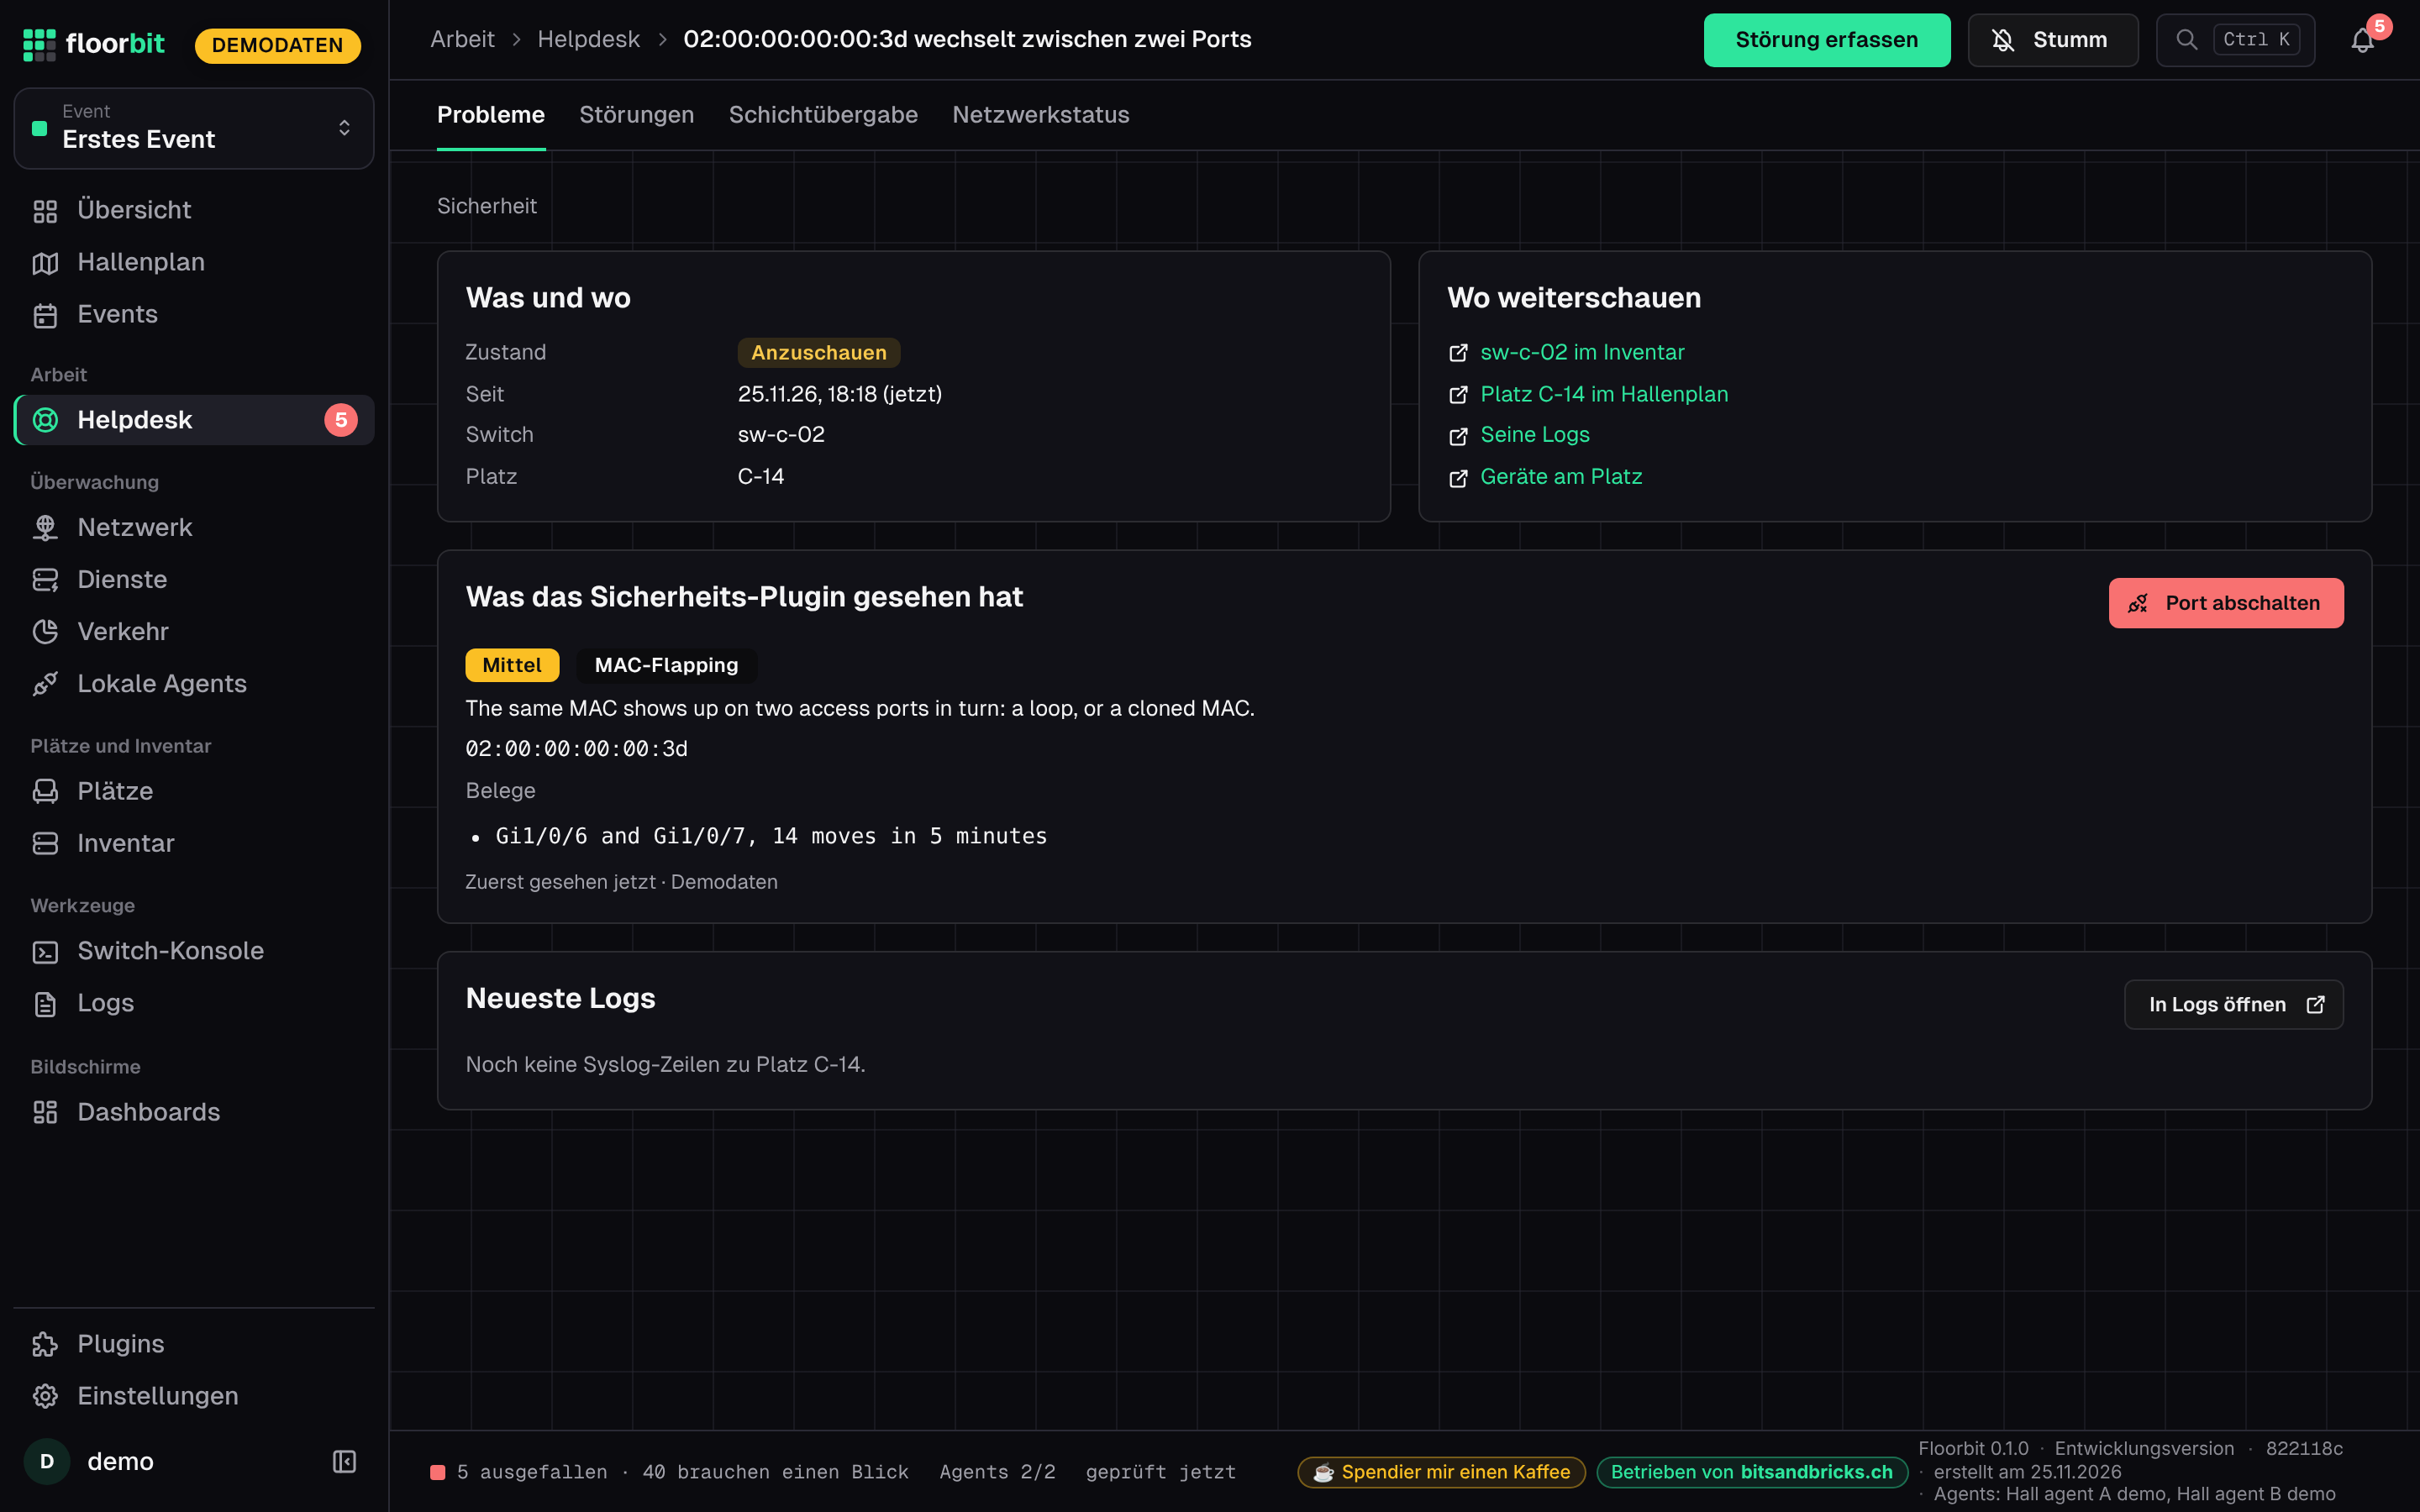 floorbit
DEMODATEN
Event
Erstes Event
Übersicht
Hallenplan
Events
Arbeit
Helpdesk 5
Überwachung
Netzwerk
Dienste
Verkehr
Lokale Agents
Plätze und Inventar
Plätze
Inventar
Werkzeuge
Switch-Konsole
Logs
Bildschirme
Dashboards
Plugins
Einstellungen
D demo
Arbeit > Helpdesk > 02:00:00:00:00:3d wechselt zwischen zwei Ports
Störung erfassen
Stumm
Ctrl K
5
Probleme Störungen Schichtübergabe Netzwerkstatus
Sicherheit
Was und wo
Zustand Anzuschauen
Seit 25.11.26, 18:18 (jetzt)
Switch sw-c-02
Platz C-14
Wo weiterschauen
sw-c-02 im Inventar
Platz C-14 im Hallenplan
Seine Logs
Geräte am Platz
Was das Sicherheits-Plugin gesehen hat
Port abschalten
Mittel MAC-Flapping
The same MAC shows up on two access ports in turn: a loop, or a cloned MAC.
02:00:00:00:00:3d
Belege
• Gi1/0/6 and Gi1/0/7, 14 moves in 5 minutes
Zuerst gesehen jetzt · Demodaten
Neueste Logs
In Logs öffnen
Noch keine Syslog-Zeilen zu Platz C-14.
5 ausgefallen · 40 brauchen einen Blick Agents 2/2 geprüft jetzt
Spendier mir einen Kaffee
Betrieben von bitsandbricks.ch
Floorbit 0.1.0 · Entwicklungsversion · 822118c
· erstellt am 25.11.2026
· Agents: Hall agent A demo, Hall agent B demo